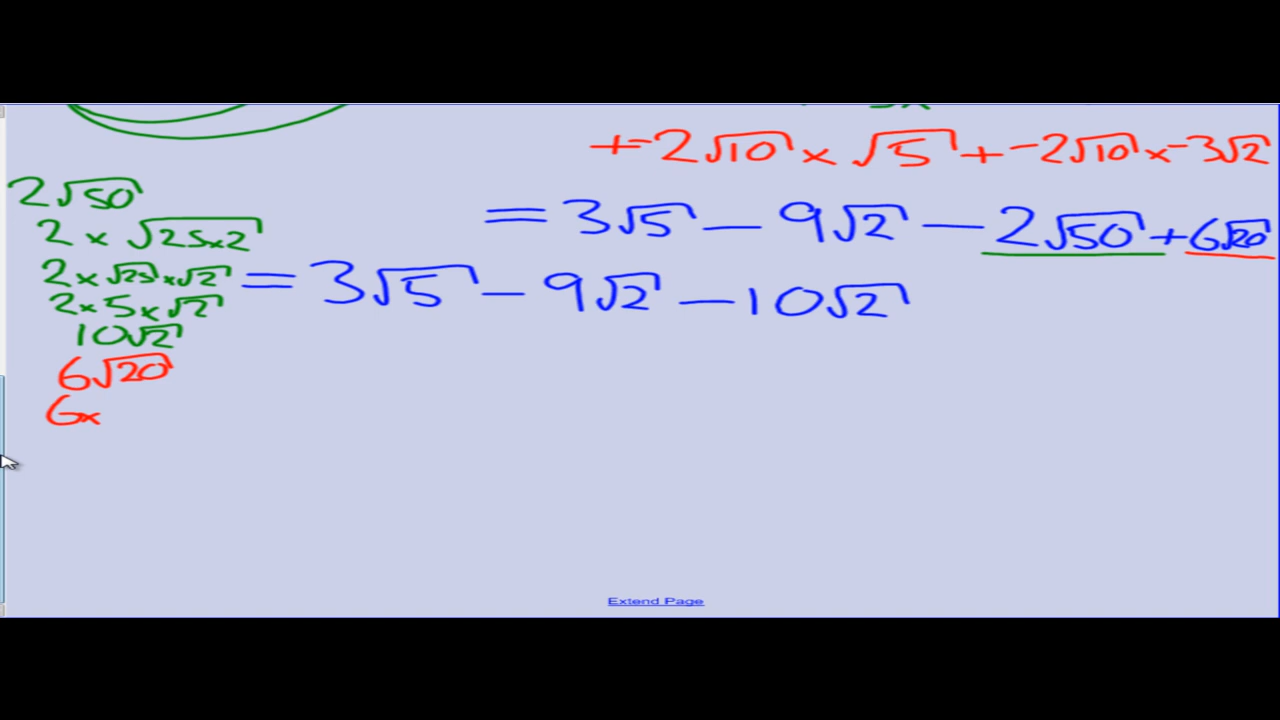 +-2√10 × √5 + -2√10 × -3√2
= 3√5 - 9√2 - 2√50 + 6√20
= 3√5 - 9√2 - 10√2
2√50
2 × √25×2
2 × √25 × √2
2 × 5 × √2
10√2
6√20
6×
Extend Page